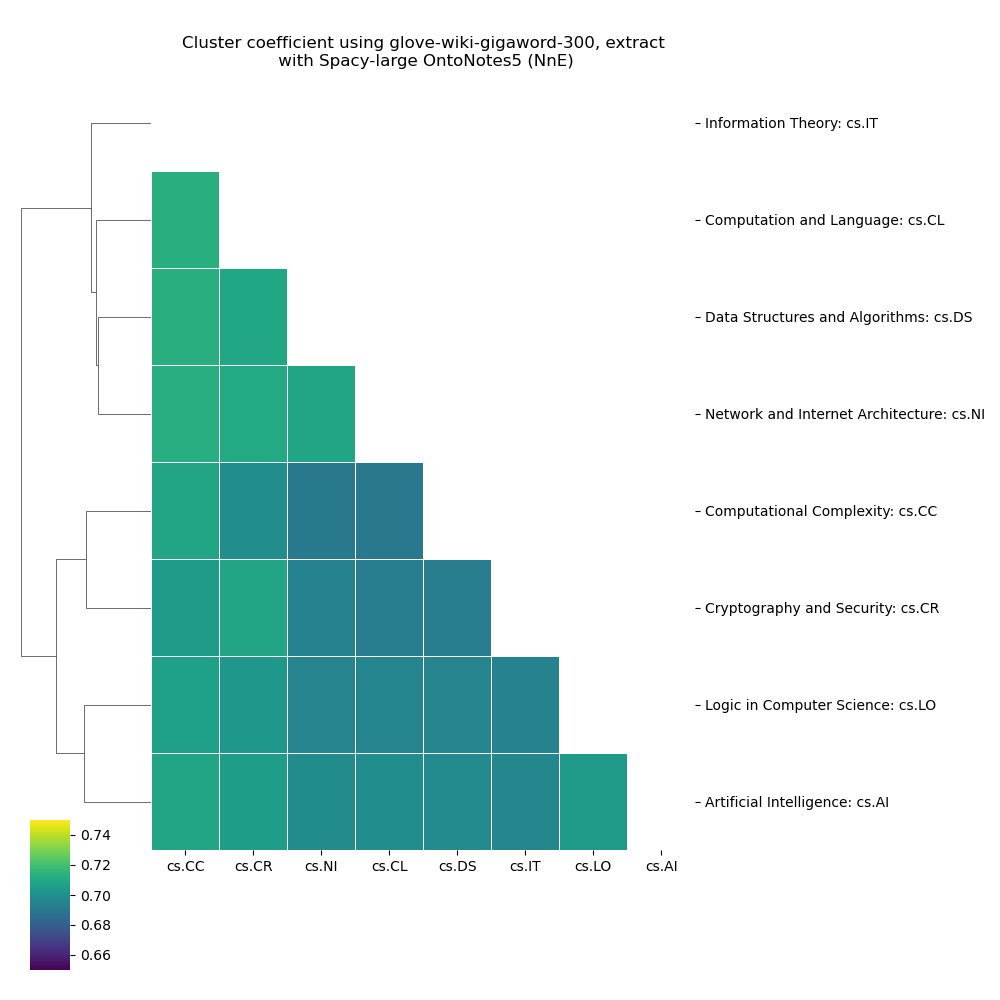 Cluster coefficient using glove-wiki-gigaword-300, extract
with Spacy-large OntoNotes5 (NnE)
Information Theory: cs.IT
Computation and Language: cs.CL
Data Structures and Algorithms: cs.DS
Network and Internet Architecture: cs.NI
Computational Complexity: cs.CC
Cryptography and Security: cs.CR
Logic in Computer Science: cs.LO
Artificial Intelligence: cs.AI
cs.CC cs.CR cs.NI cs.CL cs.DS cs.IT cs.LO cs.AI
0.74
0.72
0.70
0.68
0.66